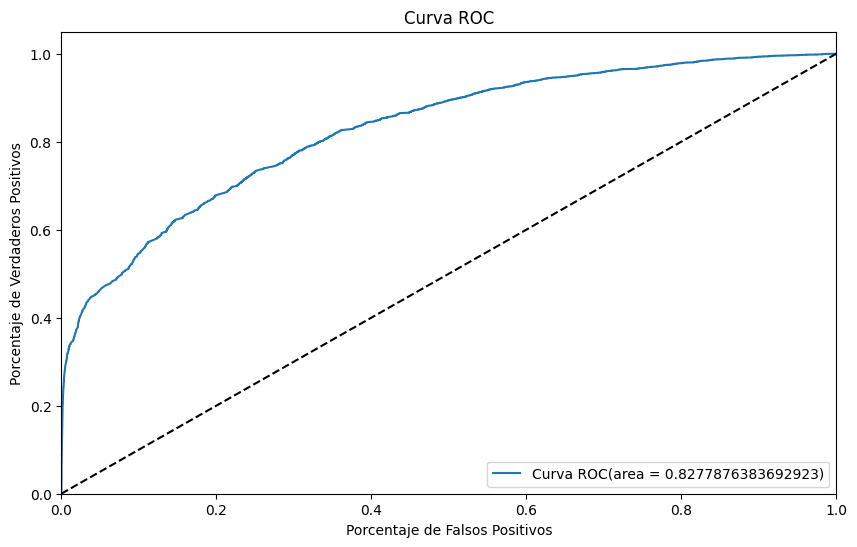 Curva ROC
Porcentaje de Verdaderos Positivos
1.0
0.8
0.6
0.4
0.2
0.0
Curva ROC(area = 0.8277876383692923)
0.0 0.2 0.4 0.6 0.8 1.0
Porcentaje de Falsos Positivos